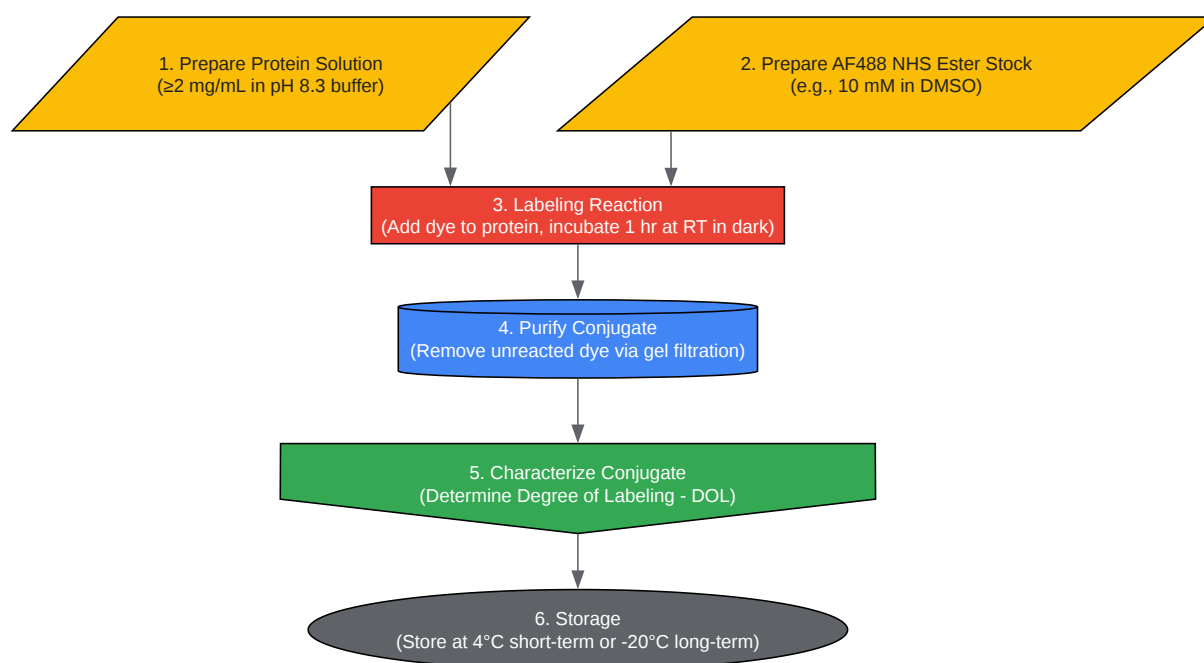 1. Prepare Protein Solution
(≥2 mg/mL in pH 8.3 buffer)
2. Prepare AF488 NHS Ester Stock
(e.g., 10 mM in DMSO)
3. Labeling Reaction
(Add dye to protein, incubate 1 hr at RT in dark)
4. Purify Conjugate
(Remove unreacted dye via gel filtration)
5. Characterize Conjugate
(Determine Degree of Labeling - DOL)
6. Storage
(Store at 4°C short-term or -20°C long-term)